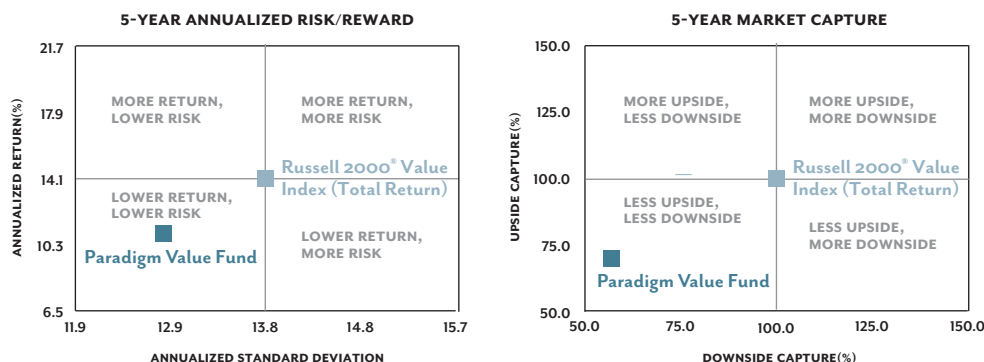 5-YEAR ANNUALIZED RISK/REWARD
ANNUALIZED RETURN(%)
21.7
17.9
14.1
10.3
6.5
MORE RETURN,
LOWER RISK
MORE RETURN,
MORE RISK
Russell 2000® Value
Index (Total Return)
LOWER RETURN,
LOWER RISK
Paradigm Value Fund
LOWER RETURN,
MORE RISK
11.9
12.9
13.8
14.8
15.7
ANNUALIZED STANDARD DEVIATION
5-YEAR MARKET CAPTURE
UPSIDE CAPTURE(%)
150.0
125.0
100.0
75.0
50.0
MORE UPSIDE,
LESS DOWNSIDE
MORE UPSIDE,
MORE DOWNSIDE
Russell 2000® Value
Index (Total Return)
LESS UPSIDE,
LESS DOWNSIDE
LESS UPSIDE,
MORE DOWNSIDE
Paradigm Value Fund
50.0
75.0
100.0
125.0
150.0
DOWNSIDE CAPTURE(%)